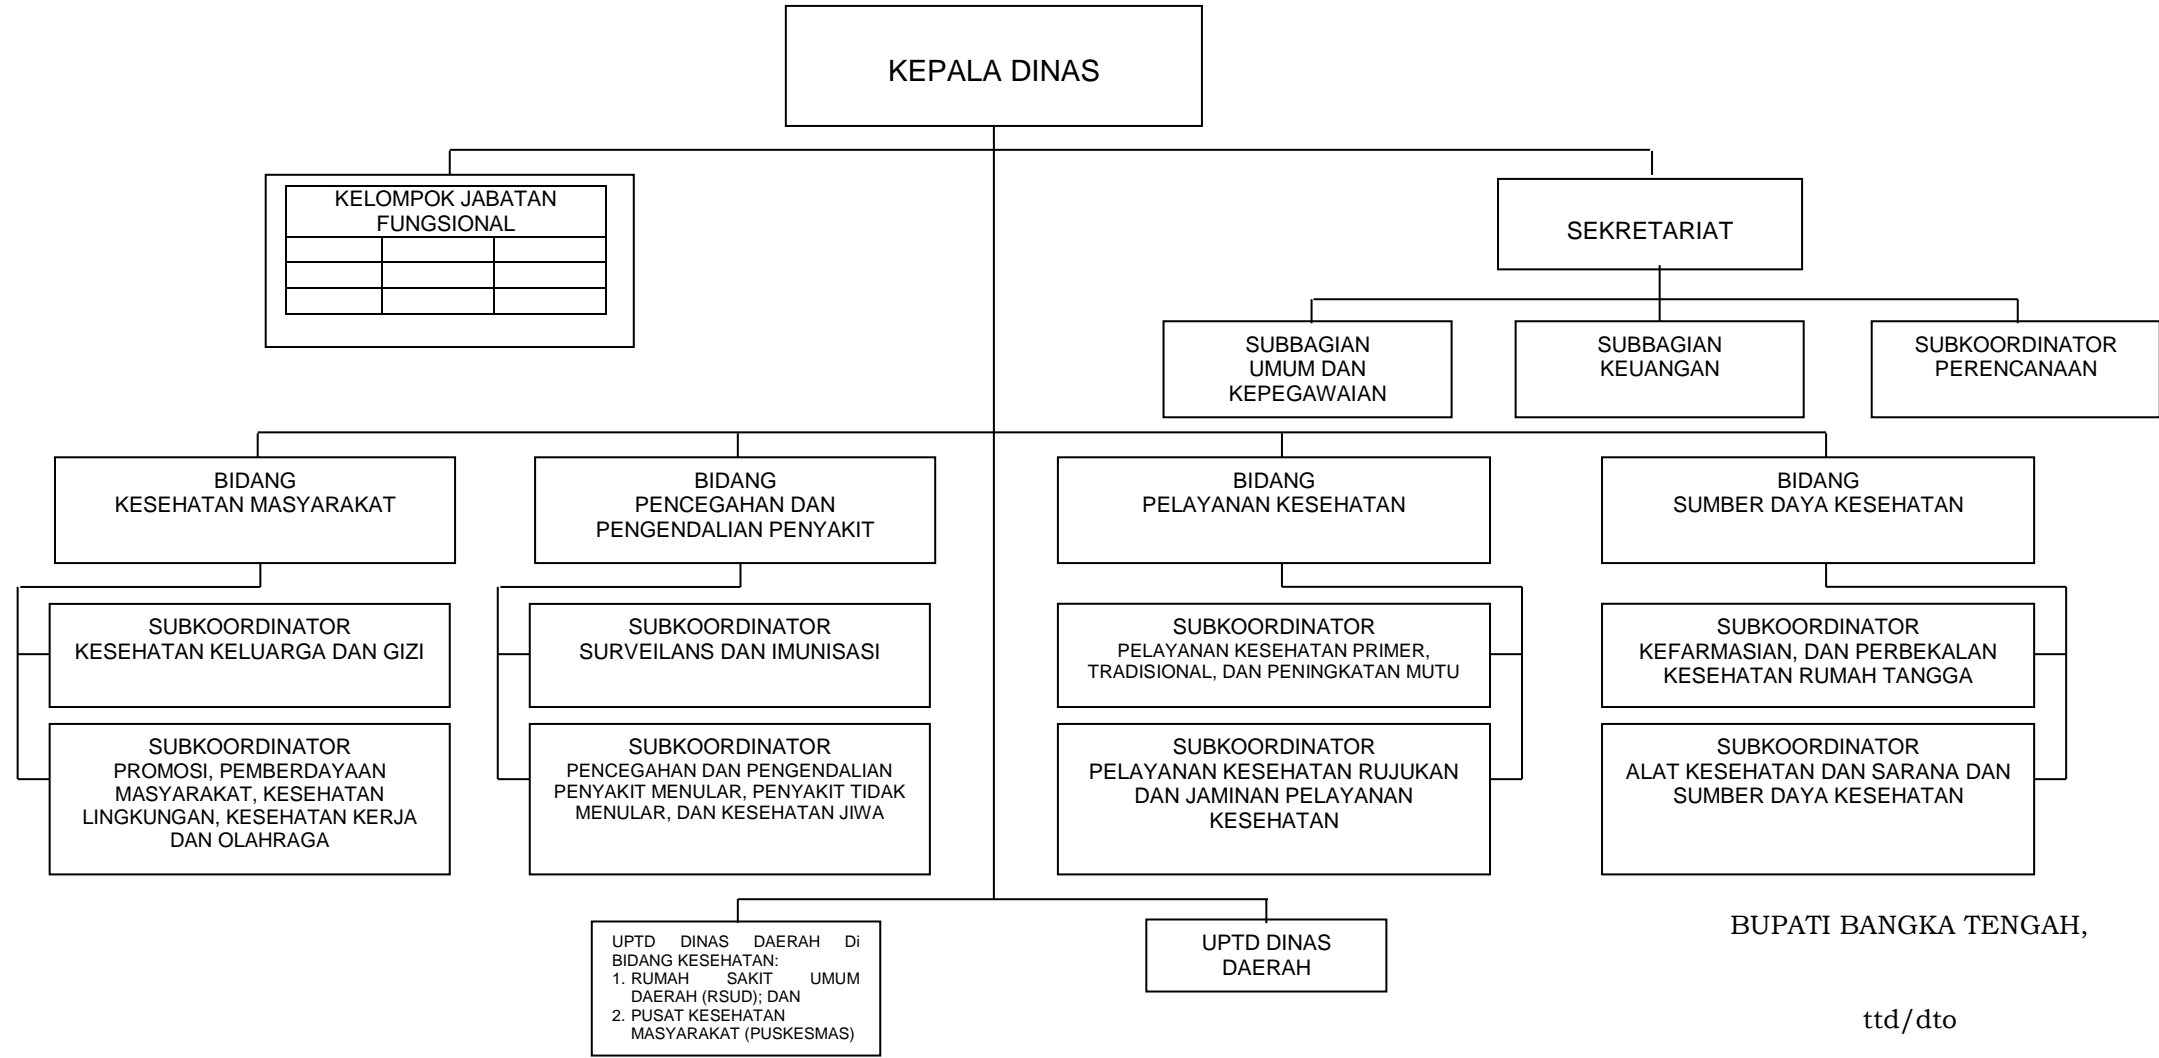 KEPALA DINAS
KELOMPOK JABATAN
FUNGSIONAL
SEKRETARIAT
SUBBAGIAN
UMUM DAN
KEPEGAWAIAN
SUBBAGIAN
KEUANGAN
SUBKOORDINATOR
PERENCANAAN
BIDANG
KESEHATAN MASYARAKAT
BIDANG
PENCEGAHAN DAN
PENGENDALIAN PENYAKIT
BIDANG
PELAYANAN KESEHATAN
BIDANG
SUMBER DAYA KESEHATAN
SUBKOORDINATOR
KESEHATAN KELUARGA DAN GIZI
SUBKOORDINATOR
SURVEILANS DAN IMUNISASI
SUBKOORDINATOR
PELAYANAN KESEHATAN PRIMER,
TRADISIONAL, DAN PENINGKATAN MUTU
SUBKOORDINATOR
KEFARMASIAN, DAN PERBEKALAN
KESEHATAN RUMAH TANGGA
SUBKOORDINATOR
PROMOSI, PEMBERDAYAAN
MASYARAKAT, KESEHATAN
LINGKUNGAN, KESEHATAN KERJA
DAN OLAHRAGA
SUBKOORDINATOR
PENCEGAHAN DAN PENGENDALIAN
PENYAKIT MENULAR, PENYAKIT TIDAK
MENULAR, DAN KESEHATAN JIWA
SUBKOORDINATOR
PELAYANAN KESEHATAN RUJUKAN
DAN JAMINAN PELAYANAN
KESEHATAN
SUBKOORDINATOR
ALAT KESEHATAN DAN SARANA DAN
SUMBER DAYA KESEHATAN
UPTD DINAS DAERAH Di
BIDANG KESEHATAN:
1. RUMAH SAKIT UMUM
DAERAH (RSUD); DAN
2. PUSAT KESEHATAN
MASYARAKAT (PUSKESMAS)
UPTD DINAS
DAERAH
BUPATI BANGKA TENGAH,
ttd/dto